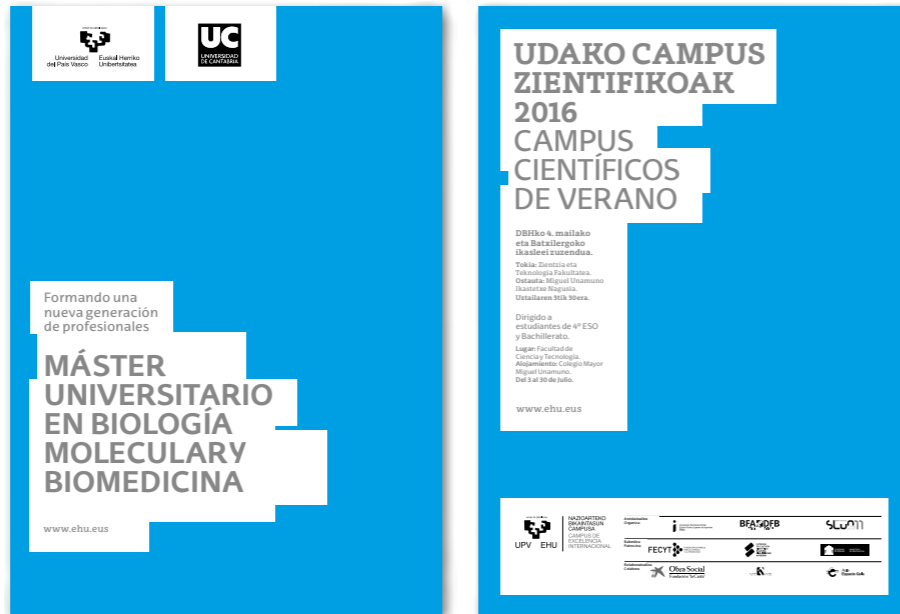 Universidad
del País Vasco
Euskal Herriko
Unibertsitatea
UC
UNIVERSIDAD
DE CANTABRIA
Formando una
nueva generación
de profesionales
MÁSTER
UNIVERSITARIO
EN BIOLOGÍA
MOLECULARY
BIOMEDICINA
www.ehu.eus
UDAKO CAMPUS
ZIENTIFIKOAK
2016
CAMPUS
CIENTÍFICOS
DE VERANO
DBHko 4. mailako
eta Batxilergoko
ikasleei zuzendua.
Tokia: Zientzia eta
Teknologia Fakultatea.
Ostatua: Miguel Unamuno
Ikastetxe Nagusia.
Uztailaren 3tik 30era.
Dirigido a
estudiantes de 4º ESO
y Bachillerato.
Lugar: Facultad de
Ciencia y Tecnología.
Alojamiento: Colegio Mayor
Miguel Unamuno.
Del 3 al 30 de julio.
www.ehu.eus
UPV EHU
NAZIOARTEKO
BIKAINTASUN
CAMPUSA
CAMPUS DE
EXCELENCIA
INTERNACIONAL
FECYT
Obra Social
Fundación "la Caixa"